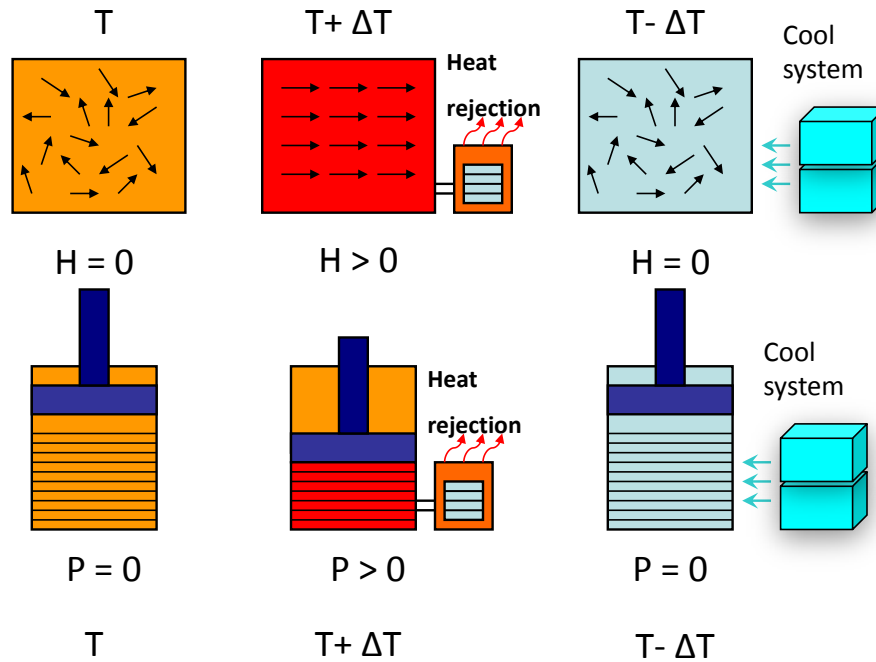 T
T+ ΔT
T- ΔT
Cool
system
Heat
rejection
H = 0
H > 0
H = 0
Cool
system
Heat
rejection
P = 0
P > 0
P = 0
T
T+ ΔT
T- ΔT